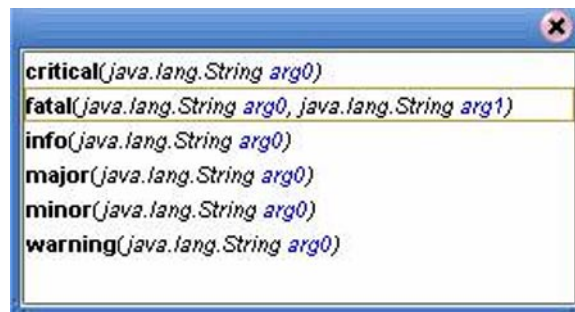 critical(java.lang.String arg0)
fatal(java.lang.String arg0, java.lang.String arg1)
info(java.lang.String arg0)
major(java.lang.String arg0)
minor(java.lang.String arg0)
warning(java.lang.String arg0)